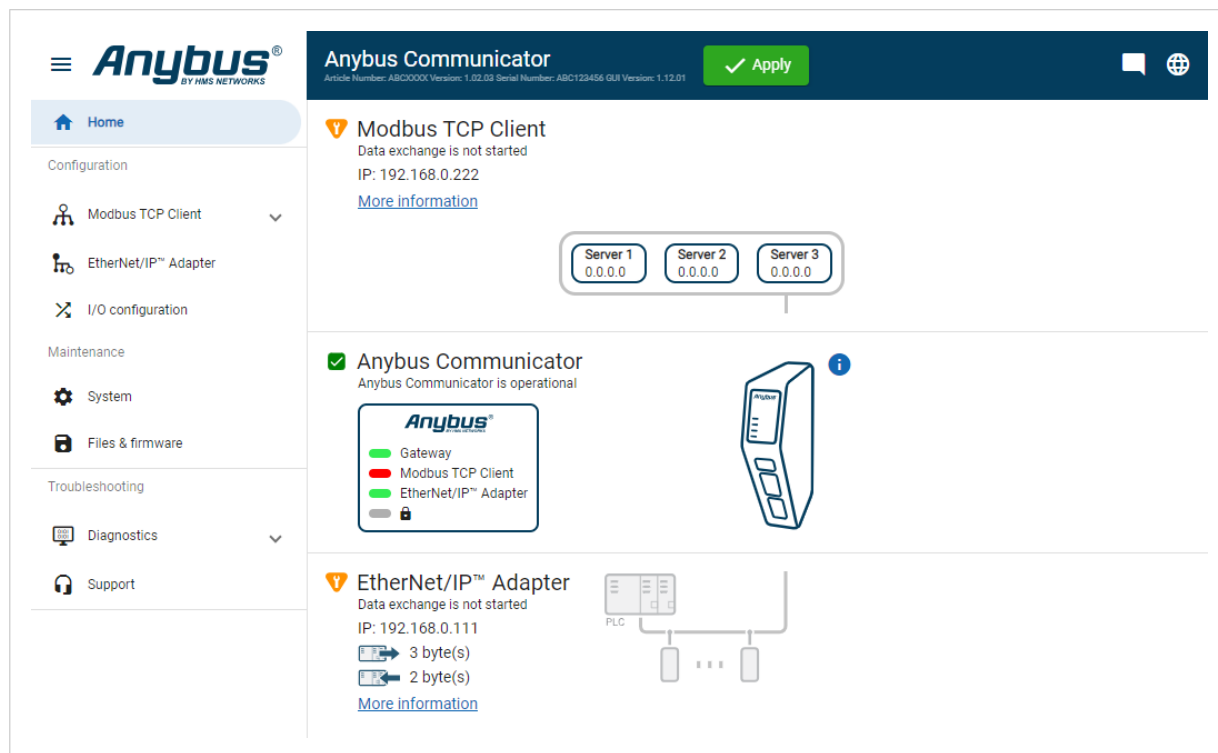 Anybus®
BY HMS NETWORKS
Anybus Communicator
Article Number: ABCXXXX Version: 1.02.03 Serial Number: ABC123456 GUI Version: 1.12.01
Apply
Home
Configuration
Modbus TCP Client
EtherNet/IP™ Adapter
I/O configuration
Maintenance
System
Files & firmware
Troubleshooting
Diagnostics
Support
Modbus TCP Client
Data exchange is not started
IP: 192.168.0.222
More information
Server 1
0.0.0.0
Server 2
0.0.0.0
Server 3
0.0.0.0
Anybus Communicator
Anybus Communicator is operational
Anybus®
BY HMS NETWORKS
Gateway
Modbus TCP Client
EtherNet/IP™ Adapter
Anybus
EtherNet/IP™ Adapter
Data exchange is not started
IP: 192.168.0.111
3 byte(s)
2 byte(s)
More information
PLC